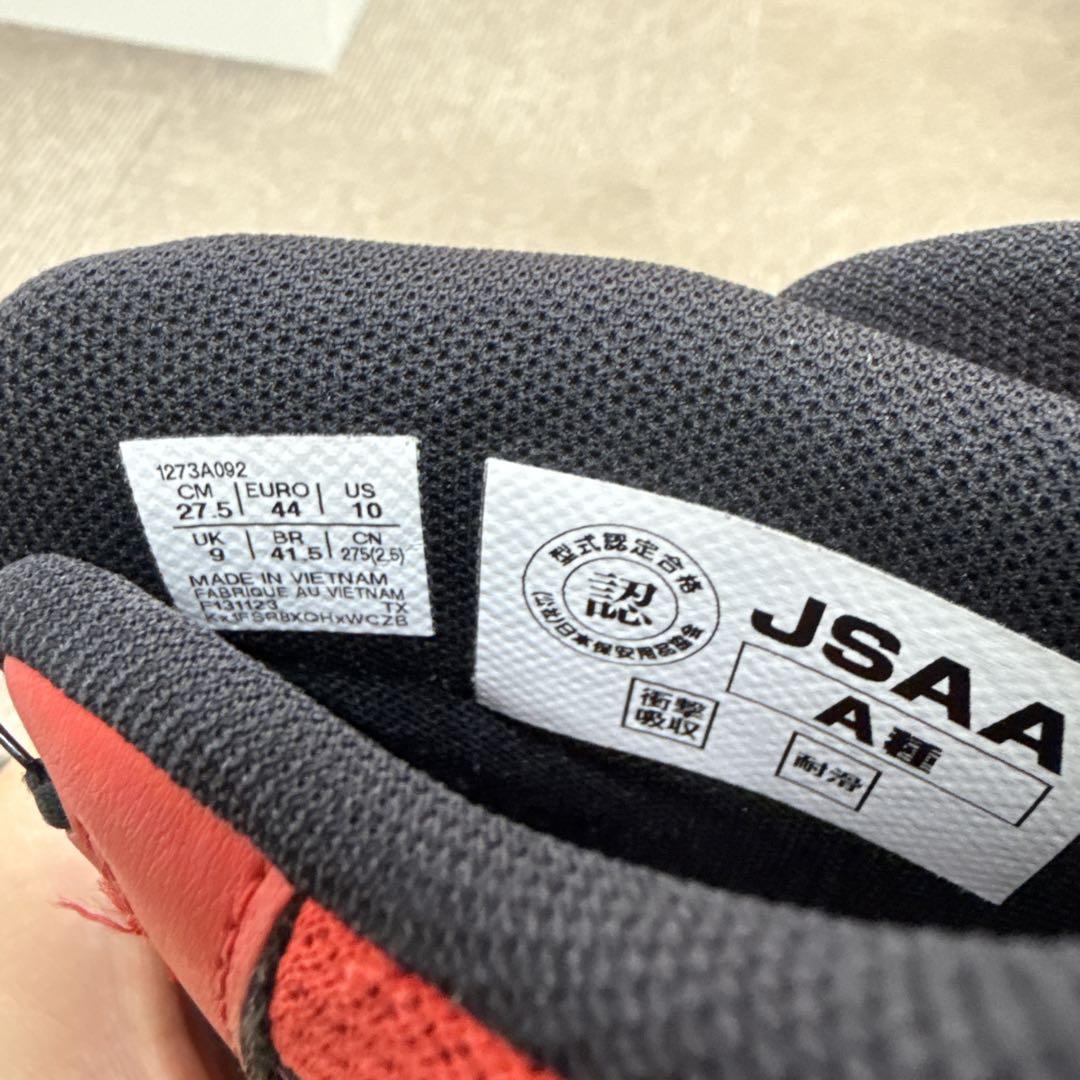 1273A092
CM EURO US
27.5 44 10
UK BR CN
9 41.5 275(2.5)
MADE IN VIETNAM
FABRIQUE AU VIETNAM
F131123 TX
KxJFSR8XQHxWCZB
型式認定合格
認
(公社)日本保安用品協会
JSAA
A種
衝撃
吸収
耐滑